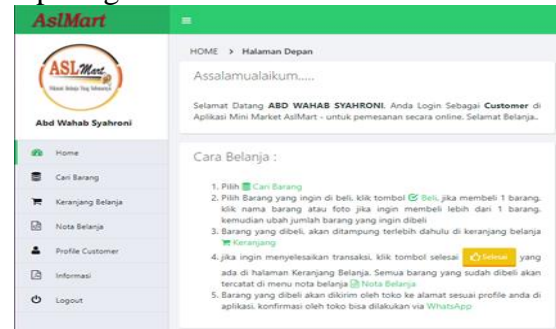 AslMart
HOME > Halaman Depan
Assalamualaikum.....
Selamat Datang ABD WAHAB SYAHRONI. Anda Login Sebagai Customer di
Aplikasi Mini Market AslMart - untuk pemesanan secara online. Selamat Belanja..
ASLMart
Abd Wahab Syahroni
Home
Cari Barang
Keranjang Belanja
Nota Belanja
Profile Customer
Informasi
Logout
Cara Belanja :
1. Pilih Cari Barang
2. Pilih Barang yang ingin di beli, klik tombol Beli, jika membeli 1 barang,
klik nama barang atau foto jika ingin membeli lebih dari 1 barang,
kemudian ubah jumlah barang yang ingin dibeli
3. Barang yang dibeli, akan ditampung terlebih dahulu di keranjang belanja
Keranjang
4. jika ingin menyelesaikan transaksi, klik tombol selesai Selesai yang
ada di halaman Keranjang Belanja. Semua barang yang sudah dibeli akan
tercatat di menu nota belanja Nota Belanja
5. Barang yang dibeli akan dikirim oleh toko ke alamat sesuai profile anda di
aplikasi. konfirmasi oleh toko bisa dilakukan via WhatsApp